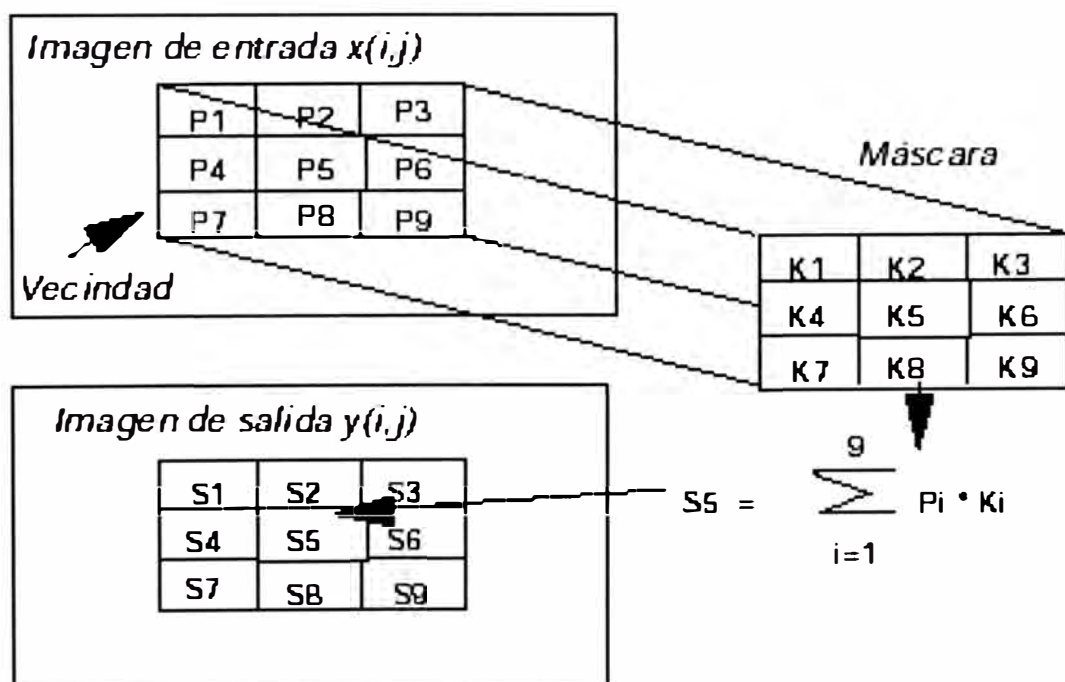 Imagen de entrada x(i,j)
P1 P2 P3
P4 P5 P6
P7 P8 P9
Vecindad
Máscara
K1 K2 K3
K4 K5 K6
K7 K8 K9
Imagen de salida y(i,j)
S1 S2 S3
S4 S5 S6
S7 S8 S9
9
S5 = ∑ Pi • Ki
i=1